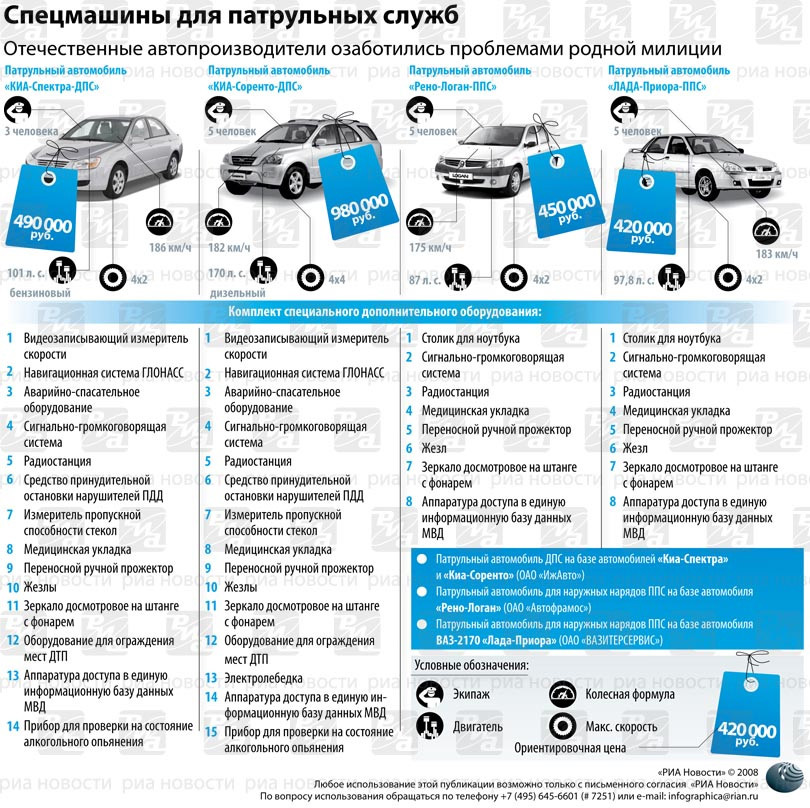 Спецмашины для патрульных служб
Отечественные автопроизводители озаботились проблемами родной милиции
Патрульный автомобиль
«КИА-Спектра-ДПС»
3 человека
490 000
руб.
186 км/ч
101 л. с.
бензиновый
4х2
Патрульный автомобиль
«КИА-Соренто-ДПС»
5 человек
980 000
руб.
182 км/ч
170 л. с.
дизельный
4х4
Патрульный автомобиль
«Рено-Логан-ППС»
5 человек
LOGAN
450 000
руб.
175 км/ч
87 л. с.
4х2
Патрульный автомобиль
«ЛАДА-Приора-ППС»
5 человек
420 000
руб.
183 км/ч
97,8 л. с.
4х2
Комплект специального дополнительного оборудования:
1 Видеозаписывающий измеритель
скорости
2 Навигационная система ГЛОНАСС
3 Аварийно-спасательное
оборудование
4 Сигнально-громкоговорящая
система
5 Радиостанция
6 Средство принудительной
остановки нарушителей ПДД
7 Измеритель пропускной
способности стекол
8 Медицинская укладка
9 Переносной ручной прожектор
10 Жезлы
11 Зеркало досмотровое на штанге
с фонарем
12 Оборудование для ограждения
мест ДТП
13 Аппаратура доступа в единую
информационную базу данных
МВД
14 Прибор для проверки на состояние
алкогольного опьянения
1 Видеозаписывающий измеритель
скорости
2 Навигационная система ГЛОНАСС
3 Аварийно-спасательное
оборудование
4 Сигнально-громкоговорящая
система
5 Радиостанция
6 Средство принудительной
остановки нарушителей ПДД
7 Измеритель пропускной
способности стекол
8 Медицинская укладка
9 Переносной ручной прожектор
10 Жезлы
11 Зеркало досмотровое на штанге
с фонарем
12 Оборудование для ограждения
мест ДТП
13 Электролебедка
14 Аппаратура доступа в единую ин-
формационную базу данных МВД
15 Прибор для проверки на состояние
алкогольного опьянения
1 Столик для ноутбука
2 Сигнально-громкоговорящая
система
3 Радиостанция
4 Медицинская укладка
5 Переносной ручной прожектор
6 Жезл
7 Зеркало досмотровое на штанге
с фонарем
8 Аппаратура доступа в единую
информационную базу данных
МВД
1 Столик для ноутбука
2 Сигнально-громкоговорящая
система
3 Радиостанция
4 Медицинская укладка
5 Переносной ручной прожектор
6 Жезл
7 Зеркало досмотровое на штанге
с фонарем
8 Аппаратура доступа в единую
информационную базу данных
МВД
Патрульный автомобиль ДПС на базе автомобилей «Киа-Спектра»
и «Киа-Соренто» (ОАО «ИжАвто»)
Патрульный автомобиль для наружных нарядов ППС на базе автомобиля
«Рено-Логан» (ОАО «Автофрамос»)
Патрульный автомобиль для наружных нарядов ППС на базе автомобиля
ВАЗ-2170 «Лада-Приора» (ОАО «ВАЗИТЕРСЕРВИС»)
Условные обозначения:
Экипаж
Колесная формула
Двигатель
Макс. скорость
Ориентировочная цена
420 000
руб.
«РИА Новости» © 2008
Любое использование этой публикации возможно только с письменного согласия «РИА Новости»
По вопросу использования обращаться по телефону +7 (495) 645-6601 (# 7251) или e-mail: infographica@rian.ru